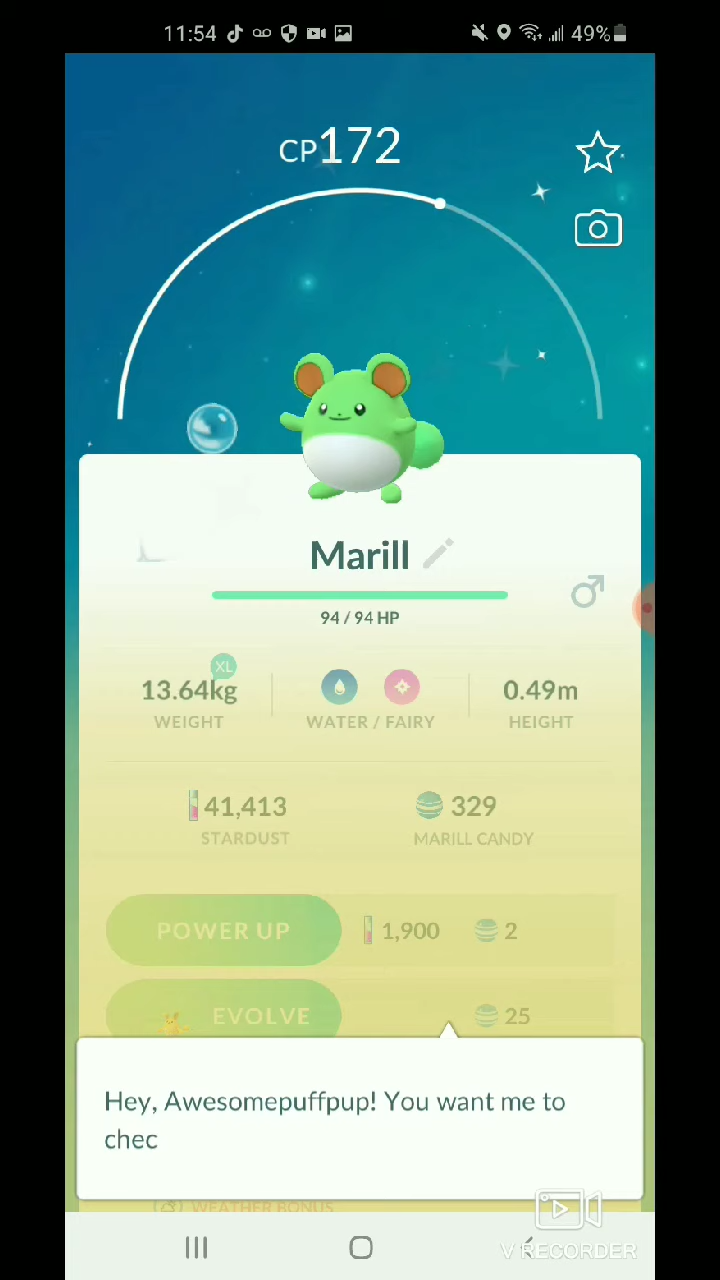 11:54 49%
CP172
Marill
94 / 94 HP
XL
13.64kg 0.49m
WEIGHT WATER / FAIRY HEIGHT
41,413 329
STARDUST MARILL CANDY
POWER UP 1,900 2
EVOLVE 25
Hey, Awesomepuffpup! You want me to
chec
WEATHER BONUS
V RECORDER